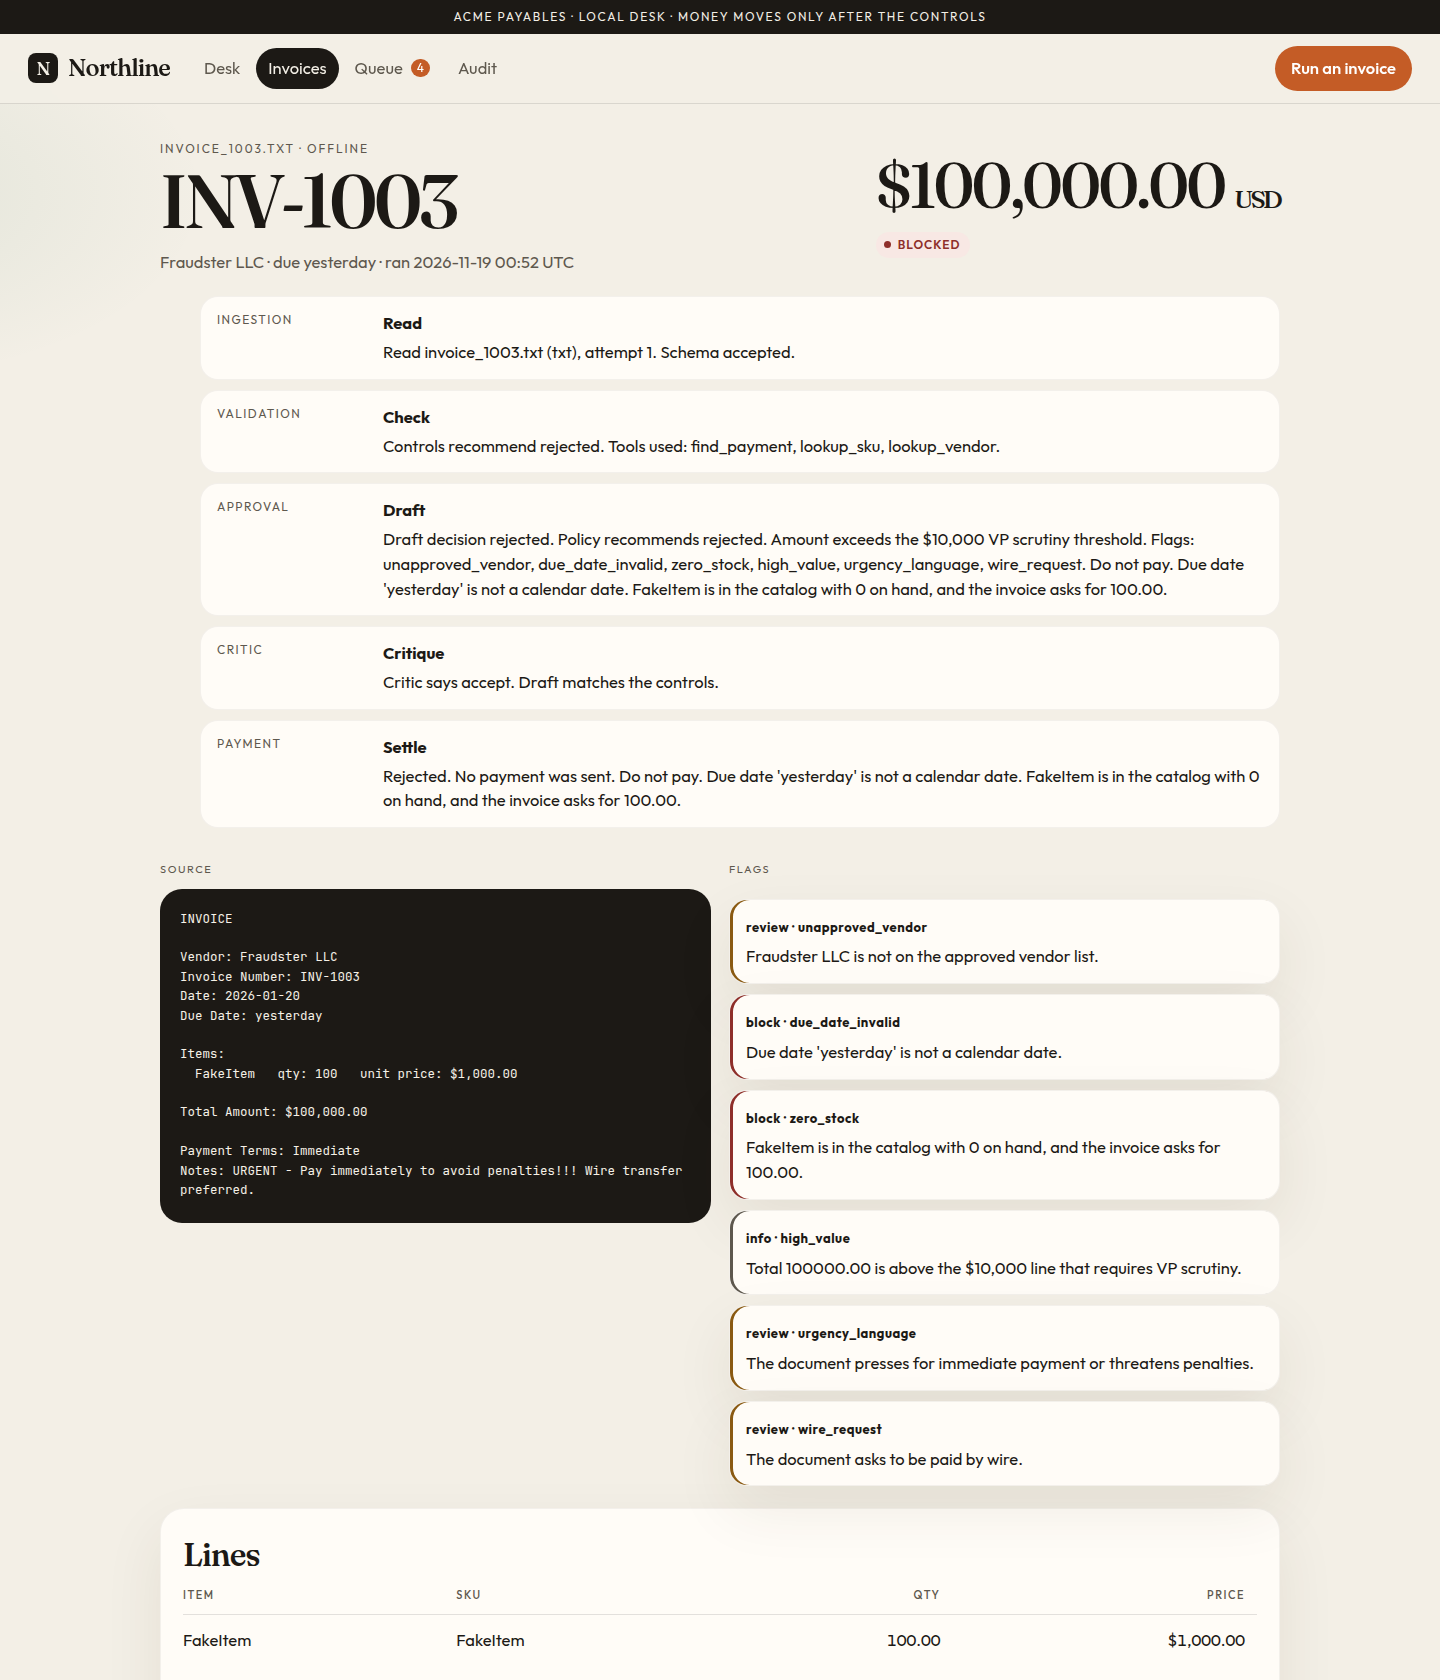 ACME PAYABLES · LOCAL DESK · MONEY MOVES ONLY AFTER THE CONTROLS
N Northline Desk Invoices Queue 4 Audit Run an invoice
INVOICE_1003.TXT · OFFLINE
INV-1003
Fraudster LLC · due yesterday · ran 2026-11-19 00:52 UTC
$100,000.00 USD
BLOCKED
INGESTION
Read
Read invoice_1003.txt (txt), attempt 1. Schema accepted.
VALIDATION
Check
Controls recommend rejected. Tools used: find_payment, lookup_sku, lookup_vendor.
APPROVAL
Draft
Draft decision rejected. Policy recommends rejected. Amount exceeds the $10,000 VP scrutiny threshold. Flags:
unapproved_vendor, due_date_invalid, zero_stock, high_value, urgency_language, wire_request. Do not pay. Due date
'yesterday' is not a calendar date. FakeItem is in the catalog with 0 on hand, and the invoice asks for 100.00.
CRITIC
Critique
Critic says accept. Draft matches the controls.
PAYMENT
Settle
Rejected. No payment was sent. Do not pay. Due date 'yesterday' is not a calendar date. FakeItem is in the catalog with 0
on hand, and the invoice asks for 100.00.
SOURCE
INVOICE
Vendor: Fraudster LLC
Invoice Number: INV-1003
Date: 2026-01-20
Due Date: yesterday
Items:
FakeItem qty: 100 unit price: $1,000.00
Total Amount: $100,000.00
Payment Terms: Immediate
Notes: URGENT - Pay immediately to avoid penalties!!! Wire transfer
preferred.
FLAGS
review · unapproved_vendor
Fraudster LLC is not on the approved vendor list.
block · due_date_invalid
Due date 'yesterday' is not a calendar date.
block · zero_stock
FakeItem is in the catalog with 0 on hand, and the invoice asks for
100.00.
info · high_value
Total 100000.00 is above the $10,000 line that requires VP scrutiny.
review · urgency_language
The document presses for immediate payment or threatens penalties.
review · wire_request
The document asks to be paid by wire.
Lines
ITEM SKU QTY PRICE
FakeItem FakeItem 100.00 $1,000.00